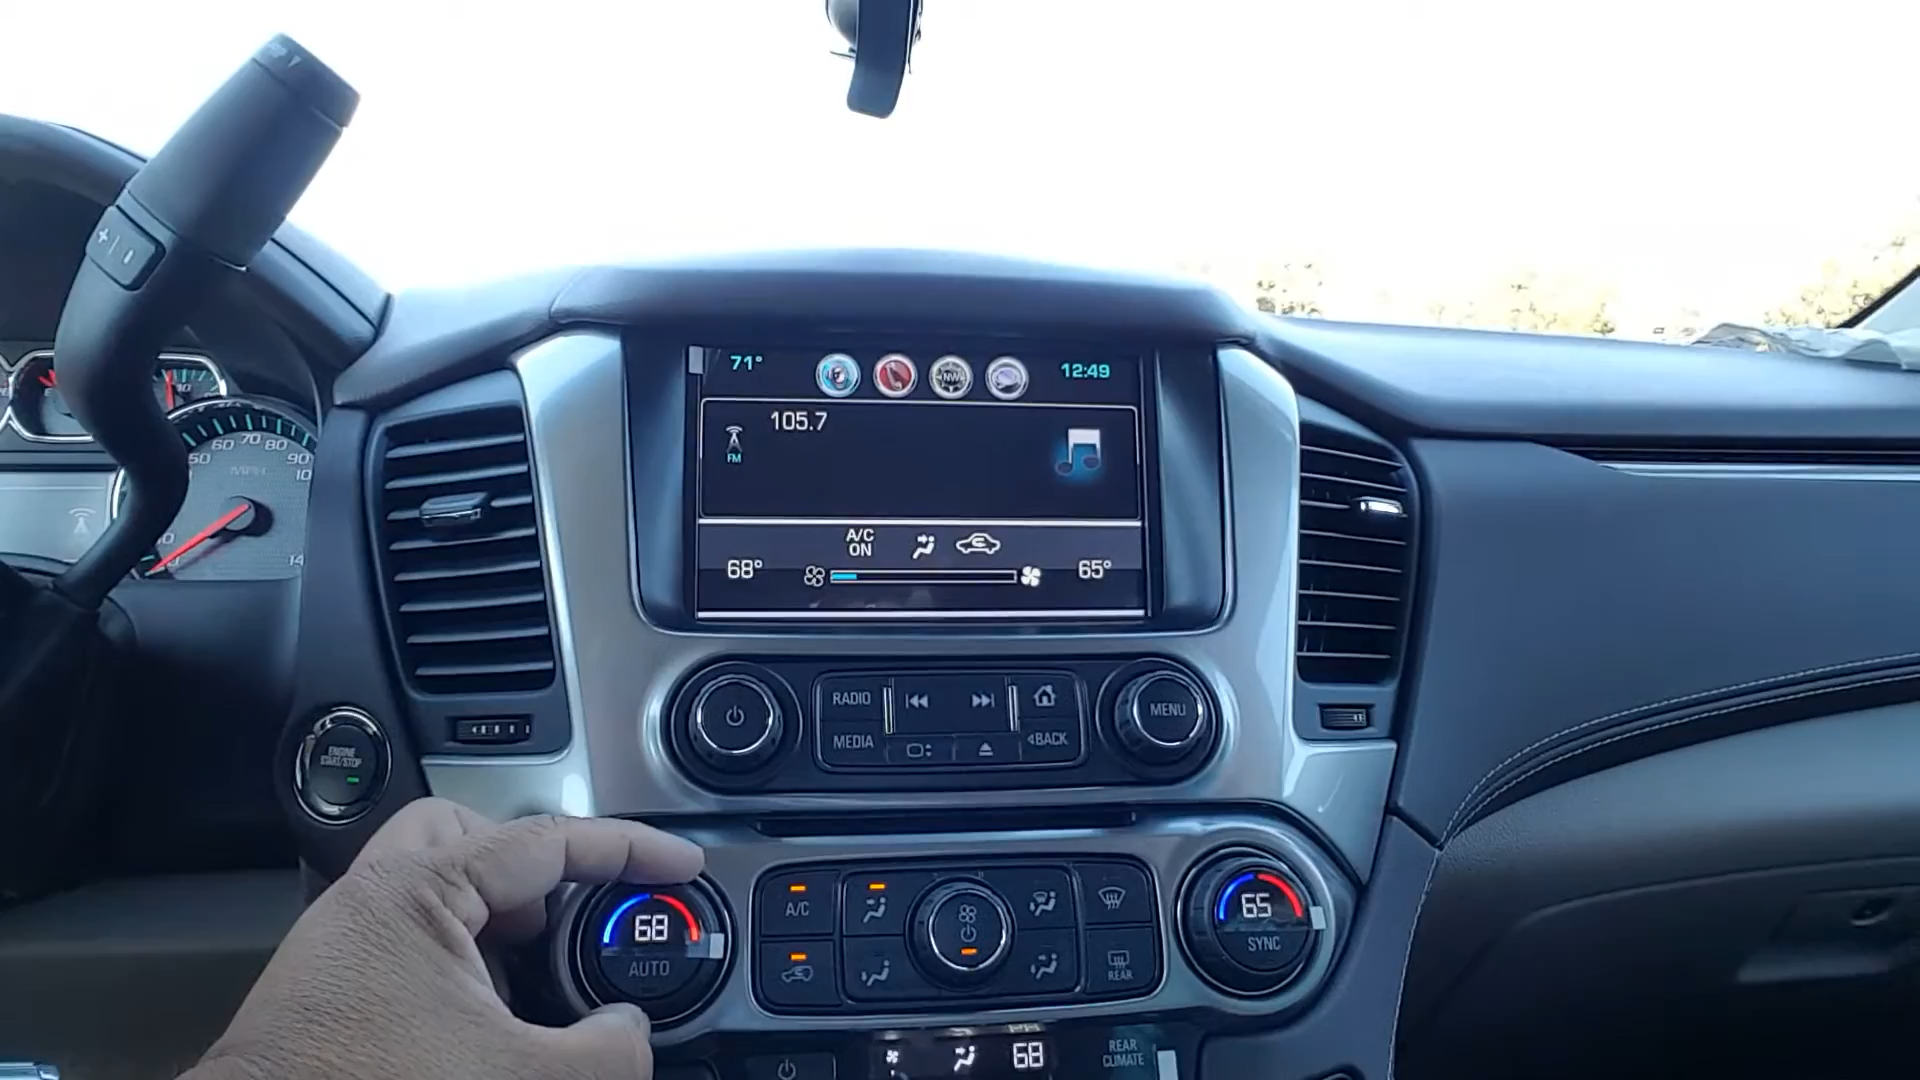 71°
NW
12:49
105.7
FM
A/C
ON
68°
65°
60 70 80
50
90
MPH
RADIO
MEDIA
BACK
MENU
ENGINE
START/STOP
68
AUTO
A/C
REAR
65
SYNC
68
REAR
CLIMATE